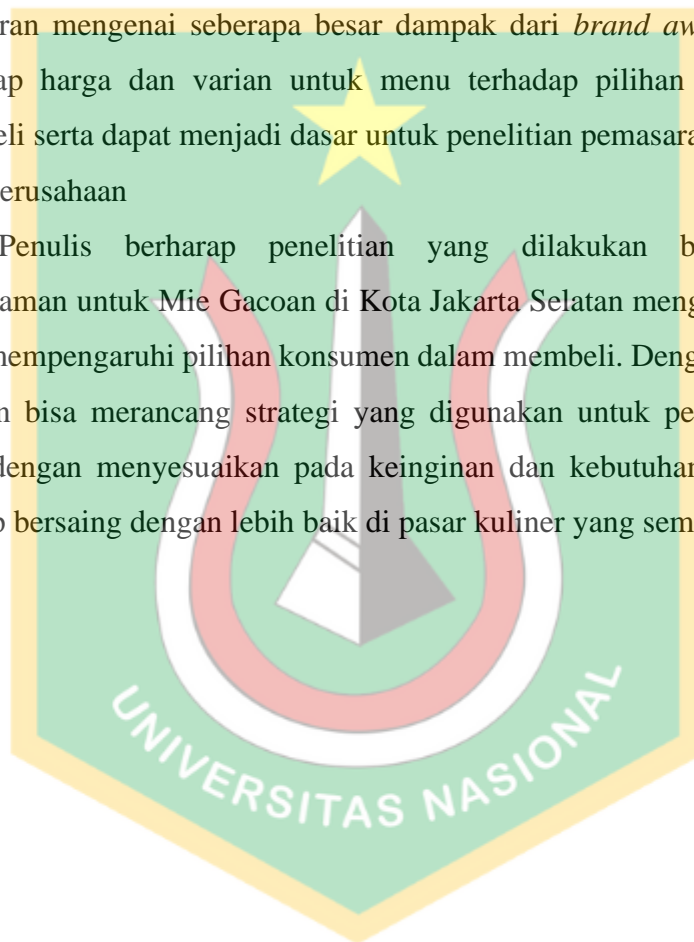 ran mengenai seberapa besar dampak dari brand aw
ap harga dan varian untuk menu terhadap pilihan
eli serta dapat menjadi dasar untuk penelitian pemasara
erusahaan
Penulis berharap penelitian yang dilakukan b
aman untuk Mie Gacoan di Kota Jakarta Selatan meng
mempengaruhi pilihan konsumen dalam membeli. Deng
n bisa merancang strategi yang digunakan untuk pe
dengan menyesuaikan pada keinginan dan kebutuhan
p bersaing dengan lebih baik di pasar kuliner yang sem
UNIVERSITAS NASIONAL